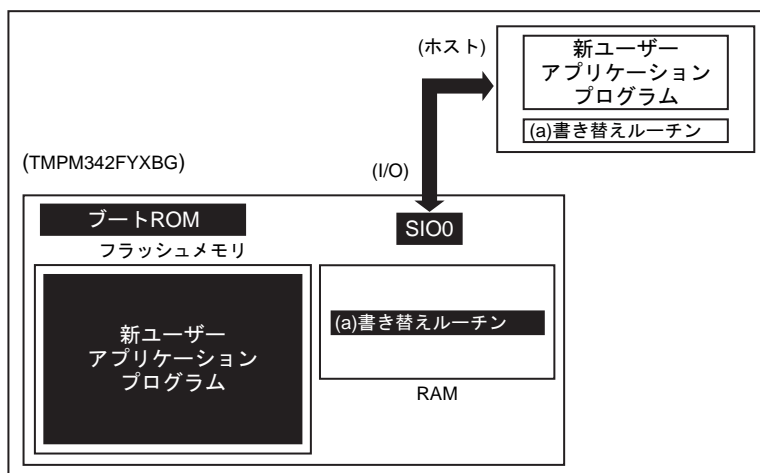 (ホスト)
新ユーザー
アプリケーション
プログラム
(a)書き替えルーチン
(TMPM342FYXBG)
(I/O)
ブートROM
SIO0
フラッシュメモリ
新ユーザー
アプリケーション
プログラム
(a)書き替えルーチン
RAM